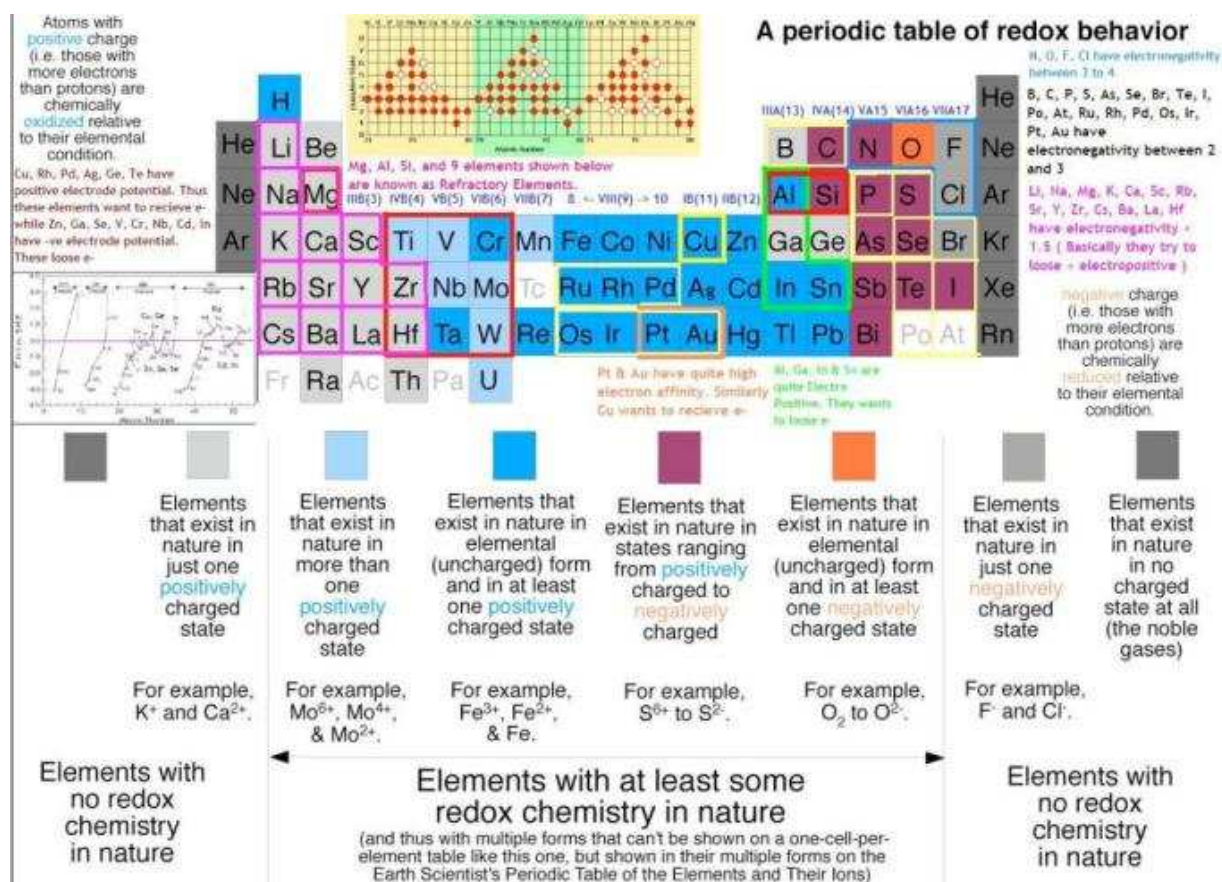 A periodic table of redox behavior
Atoms with
positive charge
(i.e. those with
more electrons
than protons) are
chemically
oxidized relative
to their elemental
condition.
Cu, Rh, Pd, Ag, Ge, Te have
positive electrode potential. Thus
these elements want to recieve e-
while Zn, Ga, Se, V, Cr, Nb, Cd, In
have -ve electrode potential.
These loose e-
Atomic Number
Mg, Al, Si, and 9 elements shown below
are known as Refractory Elements.
N, O, F, Cl have electronegativity
between 3 to 4
B, C, P, S, As, Se, Br, Te, I,
Po, At, Ru, Rh, Pd, Os, Ir,
Pt, Au have
electronegativity between 2
and 3
Li, Na, Mg, K, Ca, Sc, Rb,
Sr, Y, Zr, Cs, Ba, La, Hf
have electronegativity <
1.5 ( Basically they try to
loose = electropositive )
negative charge
(i.e. those with
more electrons
than protons) are
chemically
reduced relative
to their elemental
condition.
IIIA(13) IVA(14) VA15 VIA16 VIIA17
IIIB(3) IVB(4) VB(5) VIB(6) VIIB(7) 8 <- VIII(9) -> 10 IB(11) IIB(12)
H He
He Li Be B C N O F Ne
Ne Na Mg Al Si P S Cl Ar
Ar K Ca Sc Ti V Cr Mn Fe Co Ni Cu Zn Ga Ge As Se Br Kr
Rb Sr Y Zr Nb Mo Tc Ru Rh Pd Ag Cd In Sn Sb Te I Xe
Cs Ba La Hf Ta W Re Os Ir Pt Au Hg Tl Pb Bi Po At Rn
Fr Ra Ac Th Pa U
Pt & Au have quite high
electron affinity. Similarly
Cu wants to recieve e-
Ga, In & Sn are
quite Electro
Positive. They wants
to loose e-
Elements
that exist in
nature in
just one
positively
charged
state
For example,
K⁺ and Ca²⁺.
Elements
that exist in
nature in
more than
one
positively
charged
state
For example,
Mo⁶⁺, Mo⁴⁺,
& Mo²⁺.
Elements that
exist in nature in
elemental
(uncharged) form
and in at least
one positively
charged state
For example,
Fe³⁺, Fe²⁺,
& Fe.
Elements that
exist in nature in
states ranging
from positively
charged to
negatively
charged
For example,
S⁶⁺ to S²⁻.
Elements that
exist in nature in
elemental
(uncharged) form
and in at least
one negatively
charged state
For example,
O₂ to O²⁻.
Elements
that exist in
nature in
just one
negatively
charged
state
For example,
F⁻ and Cl⁻.
Elements
that exist
in nature
in no
charged
state at all
(the noble
gases)
Elements with
no redox
chemistry
in nature
Elements with at least some
redox chemistry in nature
(and thus with multiple forms that can't be shown on a one-cell-per-
element table like this one, but shown in their multiple forms on the
Earth Scientist's Periodic Table of the Elements and Their Ions)
Elements with
no redox
chemistry
in nature